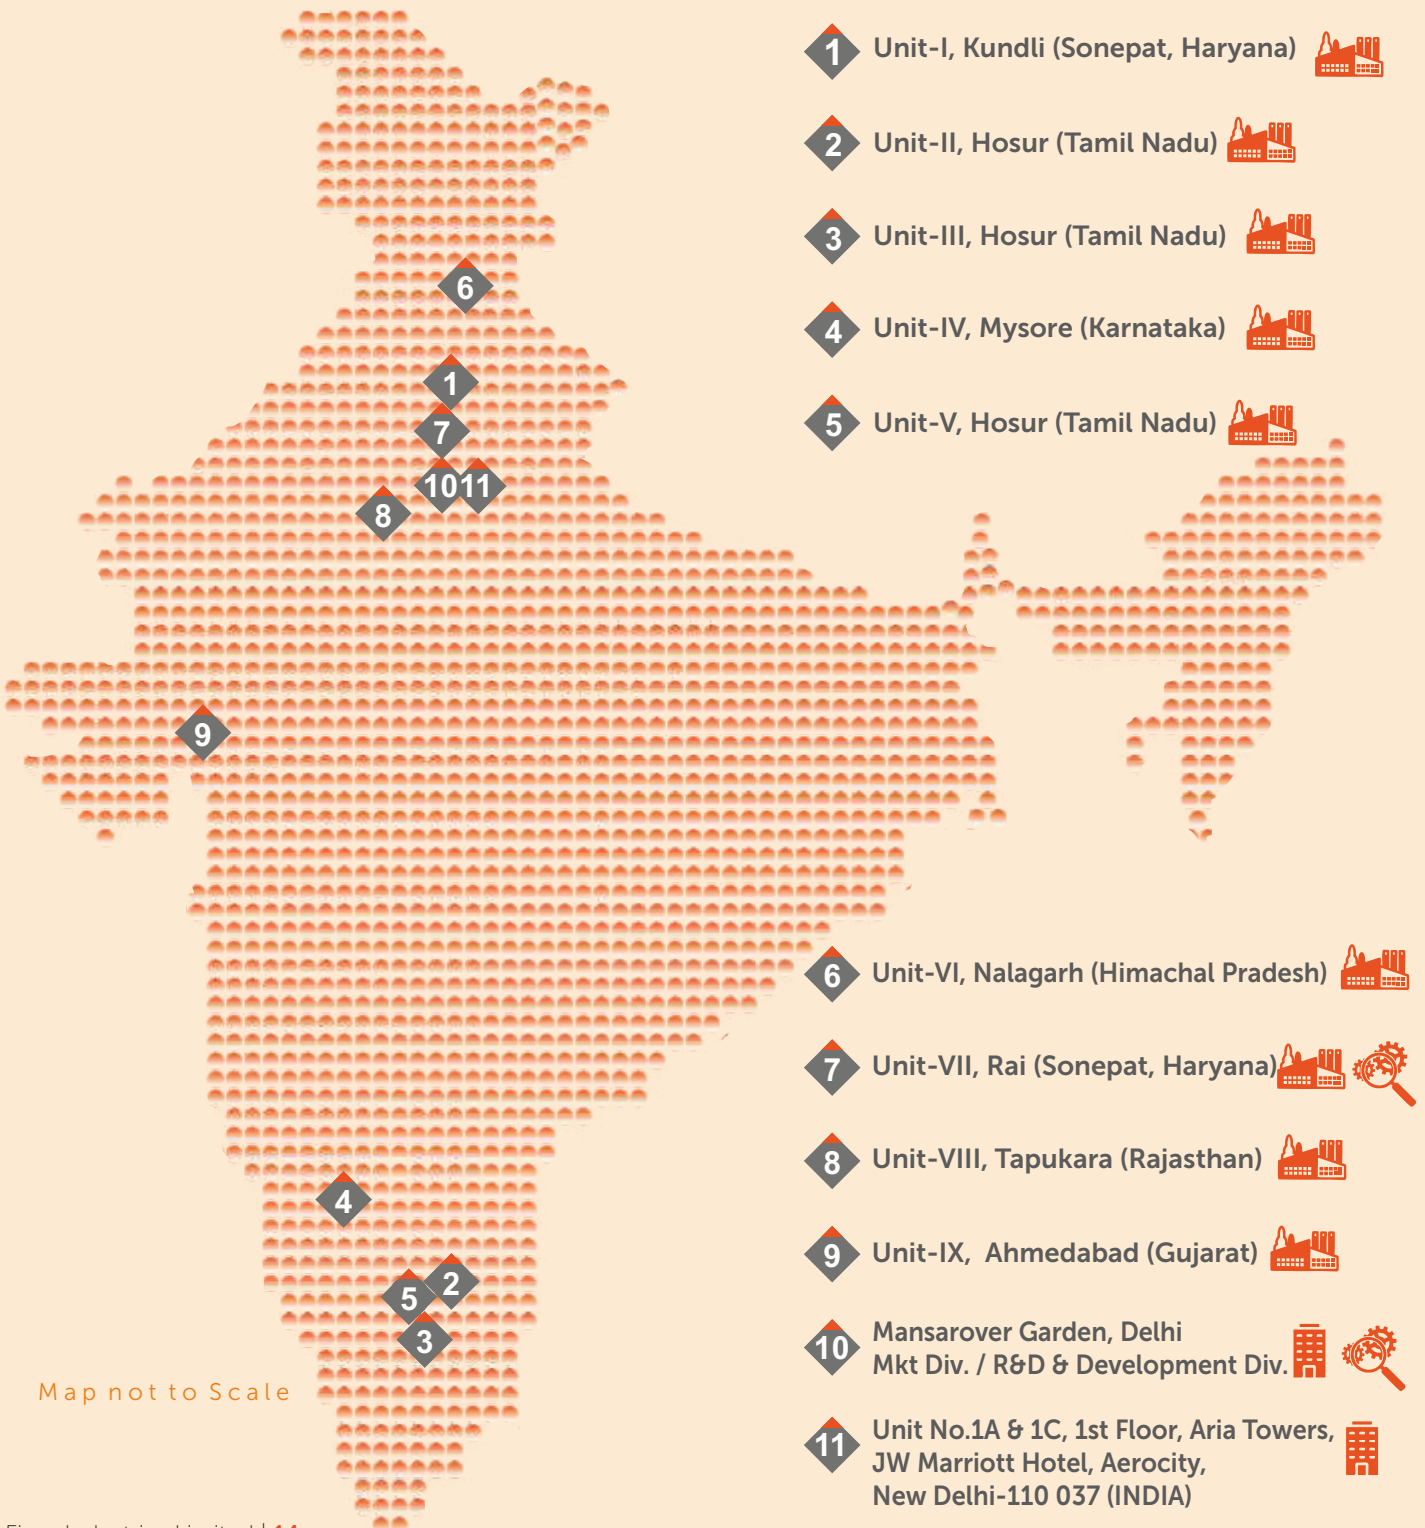 1 Unit-I, Kundli (Sonepat, Haryana)
2 Unit-II, Hosur (Tamil Nadu)
3 Unit-III, Hosur (Tamil Nadu)
4 Unit-IV, Mysore (Karnataka)
5 Unit-V, Hosur (Tamil Nadu)
6
1
7
10 11
8
9
4
2
5
3
6 Unit-VI, Nalagarh (Himachal Pradesh)
7 Unit-VII, Rai (Sonepat, Haryana)
8 Unit-VIII, Tapukara (Rajasthan)
9 Unit-IX, Ahmedabad (Gujarat)
10 Mansarover Garden, Delhi
Mkt Div. / R&D & Development Div.
11 Unit No.1A & 1C, 1st Floor, Aria Towers,
JW Marriott Hotel, Aerocity,
New Delhi-110 037 (INDIA)
Map not to Scale